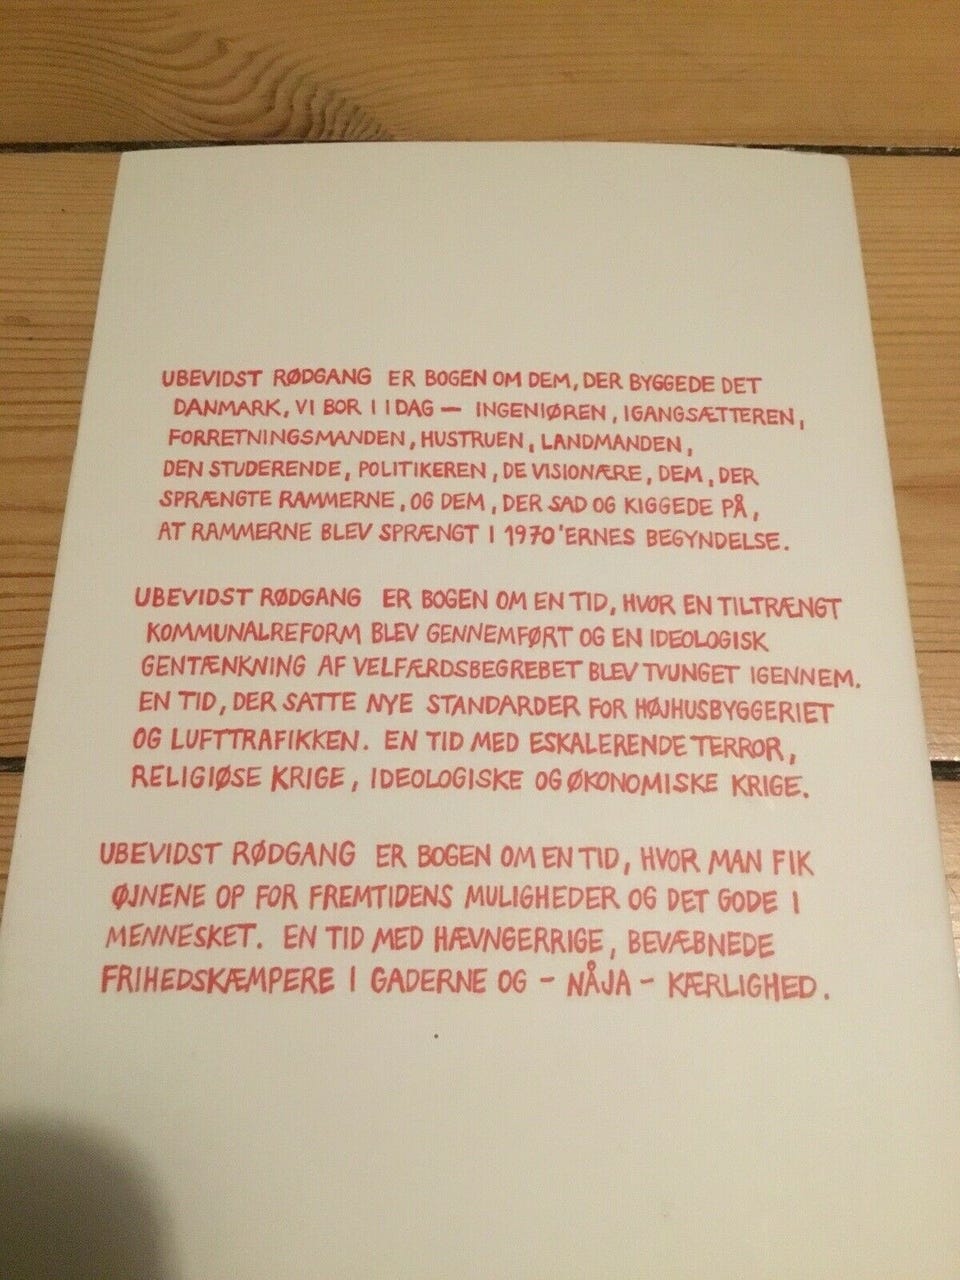 UBEVIDST RØDGANG ER BOGEN OM DEM, DER BYGGEDE DET
DANMARK, VI BOR I I DAG — INGENIØREN, IGANGSÆTTEREN,
FORRETNINGSMANDEN, HUSTRUEN, LANDMANDEN,
DEN STUDERENDE, POLITIKEREN, DE VISIONÆRE, DEM, DER
SPRÆNGTE RAMMERNE, OG DEM, DER SAD OG KIGGEDE PÅ,
AT RAMMERNE BLEV SPRÆNGT I 1970'ERNES BEGYNDELSE.
UBEVIDST RØDGANG ER BOGEN OM EN TID, HVOR EN TILTRÆNGT
KOMMUNALREFORM BLEV GENNEMFØRT OG EN IDEOLOGISK
GENTÆNKNING AF VELFÆRDSBEGREBET BLEV TVUNGET IGENNEM.
EN TID, DER SATTE NYE STANDARDER FOR HØJHUSBYGGERIET
OG LUFTTRAFIKKEN. EN TID MED ESKALERENDE TERROR,
RELIGIØSE KRIGE, IDEOLOGISKE OG ØKONOMISKE KRIGE.
UBEVIDST RØDGANG ER BOGEN OM EN TID, HVOR MAN FIK
ØJNENE OP FOR FREMTIDENS MULIGHEDER OG DET GODE I
MENNESKET. EN TID MED HÆVNGERRIGE, BEVÆBNEDE
FRIHEDSKÆMPERE I GADERNE OG - NÅJA - KÆRLIGHED.